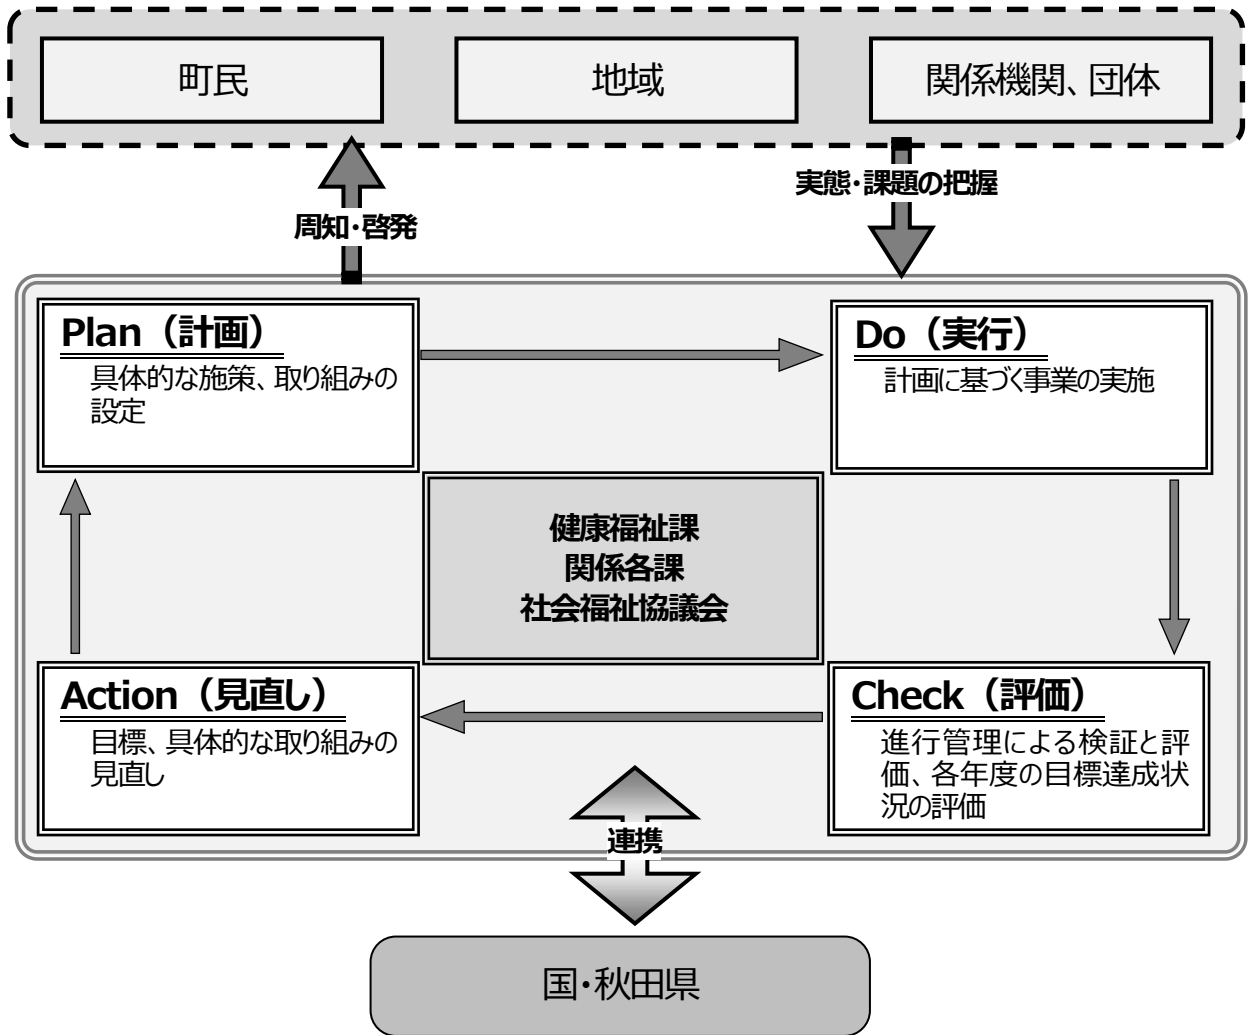 町民
地域
関係機関、団体
周知・啓発
実態・課題の把握
Plan（計画）
具体的な施策、取り組みの
設定
Do（実行）
計画に基づく事業の実施
健康福祉課
関係各課
社会福祉協議会
Action（見直し）
目標、具体的な取り組みの
見直し
Check（評価）
進行管理による検証と評
価、各年度の目標達成状
況の評価
連携
国・秋田県